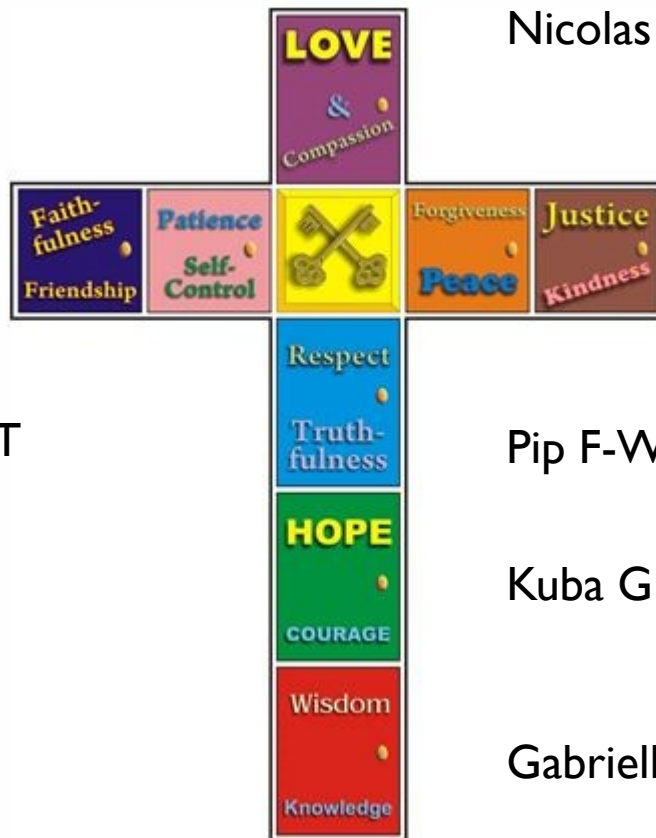 Nicolas
LOVE
&
Compassion
Faith-
fulness
Friendship
Patience
Self-
Control
Forgiveness
Peace
Justice
Kindness
Respect
Truth-
fulness
T
Pip F-W
HOPE
COURAGE
Kuba G
Wisdom
Knowledge
Gabriell